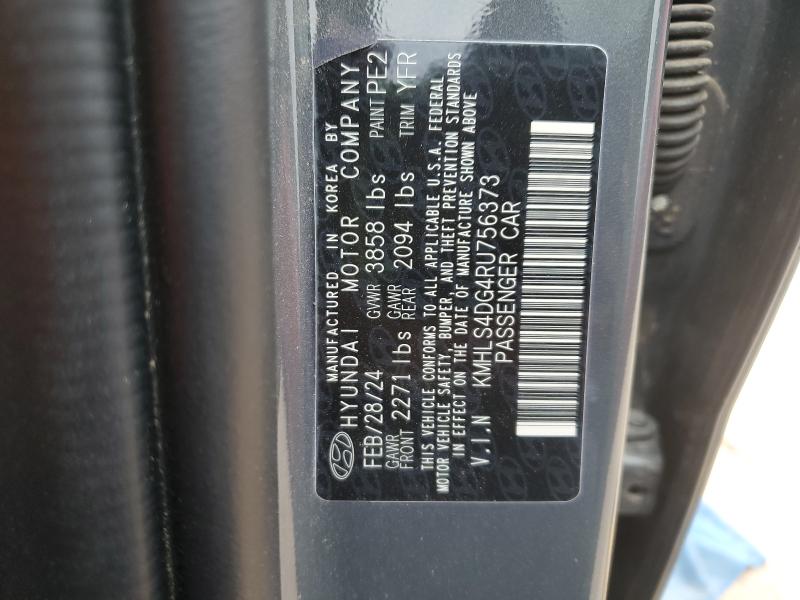 MANUFACTURED IN KOREA BY
HYUNDAI MOTOR COMPANY
FEB/28/24 GVWR 3858 lbs PAINT PE2
GAWR FRONT 2271 lbs GAWR REAR 2094 lbs TRIM YFR
THIS VEHICLE CONFORMS TO ALL APPLICABLE U.S.A. FEDERAL
MOTOR VEHICLE SAFETY, BUMPER, AND THEFT PREVENTION STANDARDS
IN EFFECT ON THE DATE OF MANUFACTURE SHOWN ABOVE
V.I.N KMHLS4DG4RU756373
PASSENGER CAR